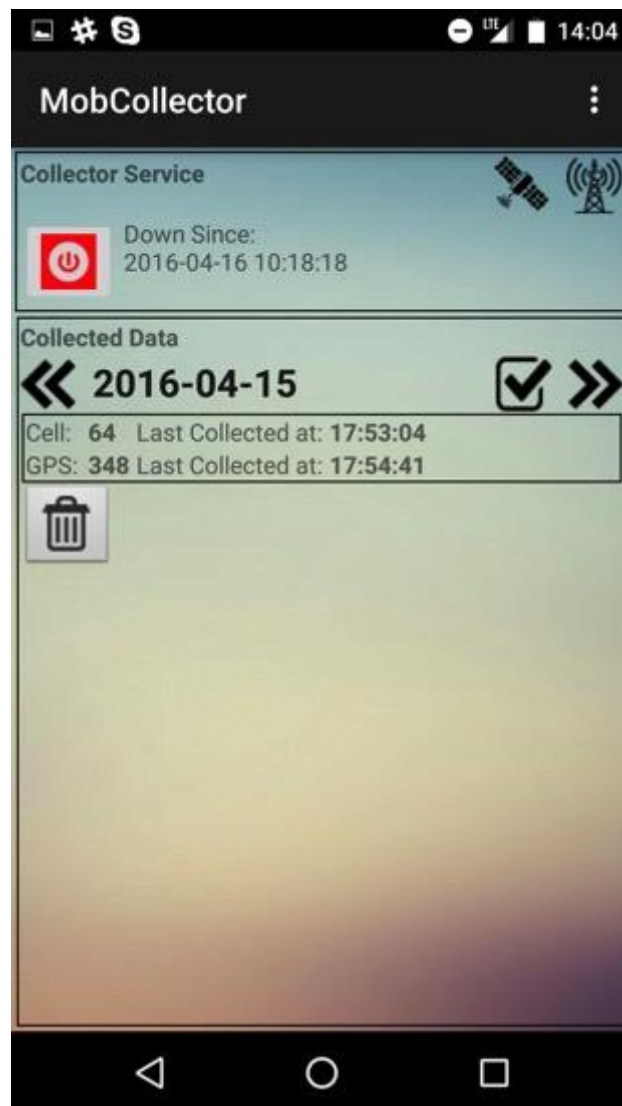 LTE 14:04
MobCollector
Collector Service
Down Since:
2016-04-16 10:18:18
Collected Data
2016-04-15
Cell: 64 Last Collected at: 17:53:04
GPS: 348 Last Collected at: 17:54:41